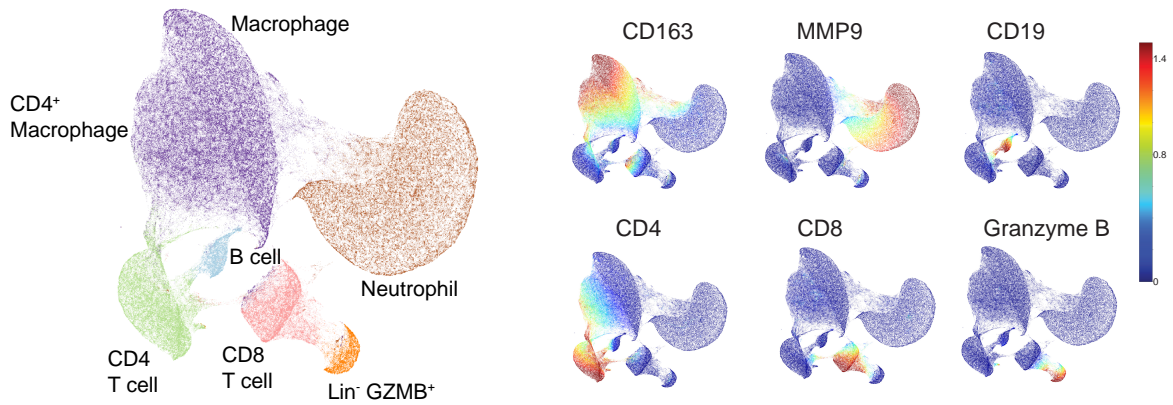 Macrophage
CD4⁺
Macrophage
B cell
Neutrophil
CD4
T cell
CD8
T cell
Lin⁻ GZMB⁺
CD163
MMP9
CD19
CD4
CD8
Granzyme B
1.4
0.8
0